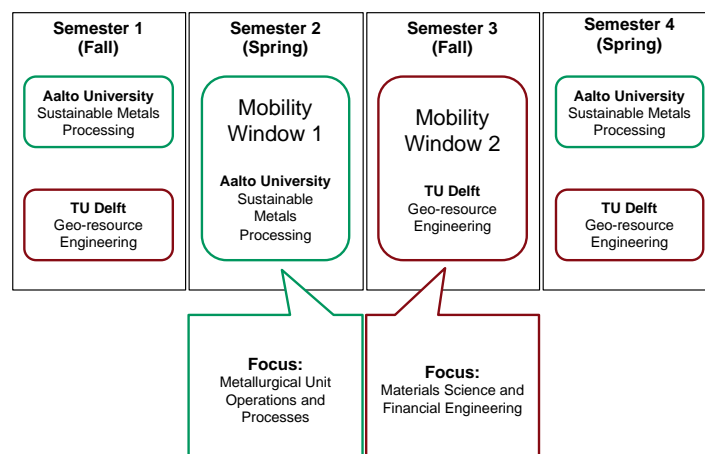 Semester 1
(Fall)
Aalto University
Sustainable Metals
Processing
TU Delft
Geo-resource
Engineering
Semester 2
(Spring)
Mobility
Window 1
Aalto University
Sustainable
Metals
Processing
Semester 3
(Fall)
Mobility
Window 2
TU Delft
Geo-resource
Engineering
Semester 4
(Spring)
Aalto University
Sustainable Metals
Processing
TU Delft
Geo-resource
Engineering
Focus:
Metallurgical Unit
Operations and
Processes
Focus:
Materials Science and
Financial Engineering